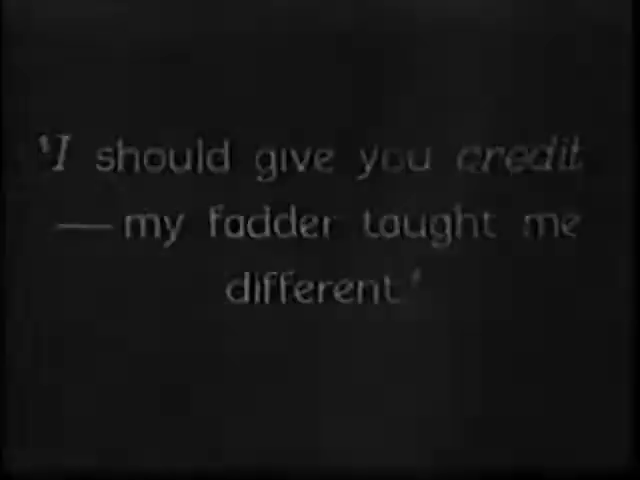 'I should give you credit
— my fadder taught me
different.'